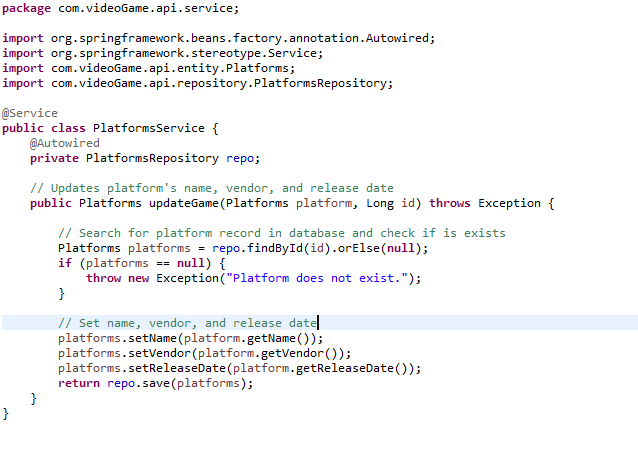 package com.videoGame.api.service;
import org.springframework.beans.factory.annotation.Autowired;
import org.springframework.stereotype.Service;
import com.videoGame.api.entity.Platforms;
import com.videoGame.api.repository.PlatformsRepository;
@Service
public class PlatformsService {
@Autowired
private PlatformsRepository repo;
// Updates platform's name, vendor, and release date
public Platforms updateGame(Platforms platform, Long id) throws Exception {
// Search for platform record in database and check if is exists
Platforms platforms = repo.findById(id).orElse(null);
if (platforms == null) {
throw new Exception("Platform does not exist.");
}
// Set name, vendor, and release date
platforms.setName(platform.getName());
platforms.setVendor(platform.getVendor());
platforms.setReleaseDate(platform.getReleaseDate());
return repo.save(platforms);
}
}